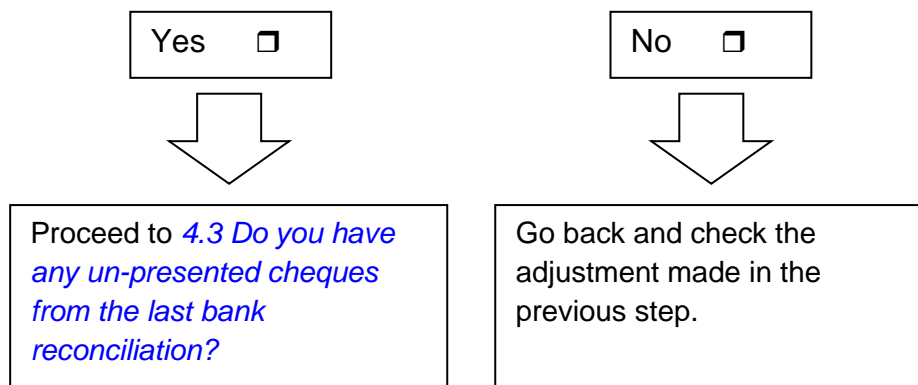 Yes ❒
No ❒
Proceed to 4.3 Do you have
any un-presented cheques
from the last bank
reconciliation?
Go back and check the
adjustment made in the
previous step.